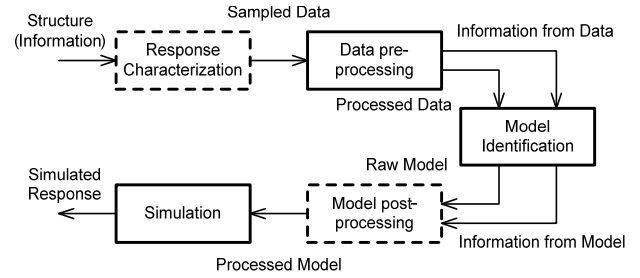 Sampled Data
Structure
(Information)
Response
Characterization
Data pre-
processing
Information from Data
Processed Data
Model
Identification
Simulated
Response
Simulation
Raw Model
Model post-
processing
Information from Model
Processed Model